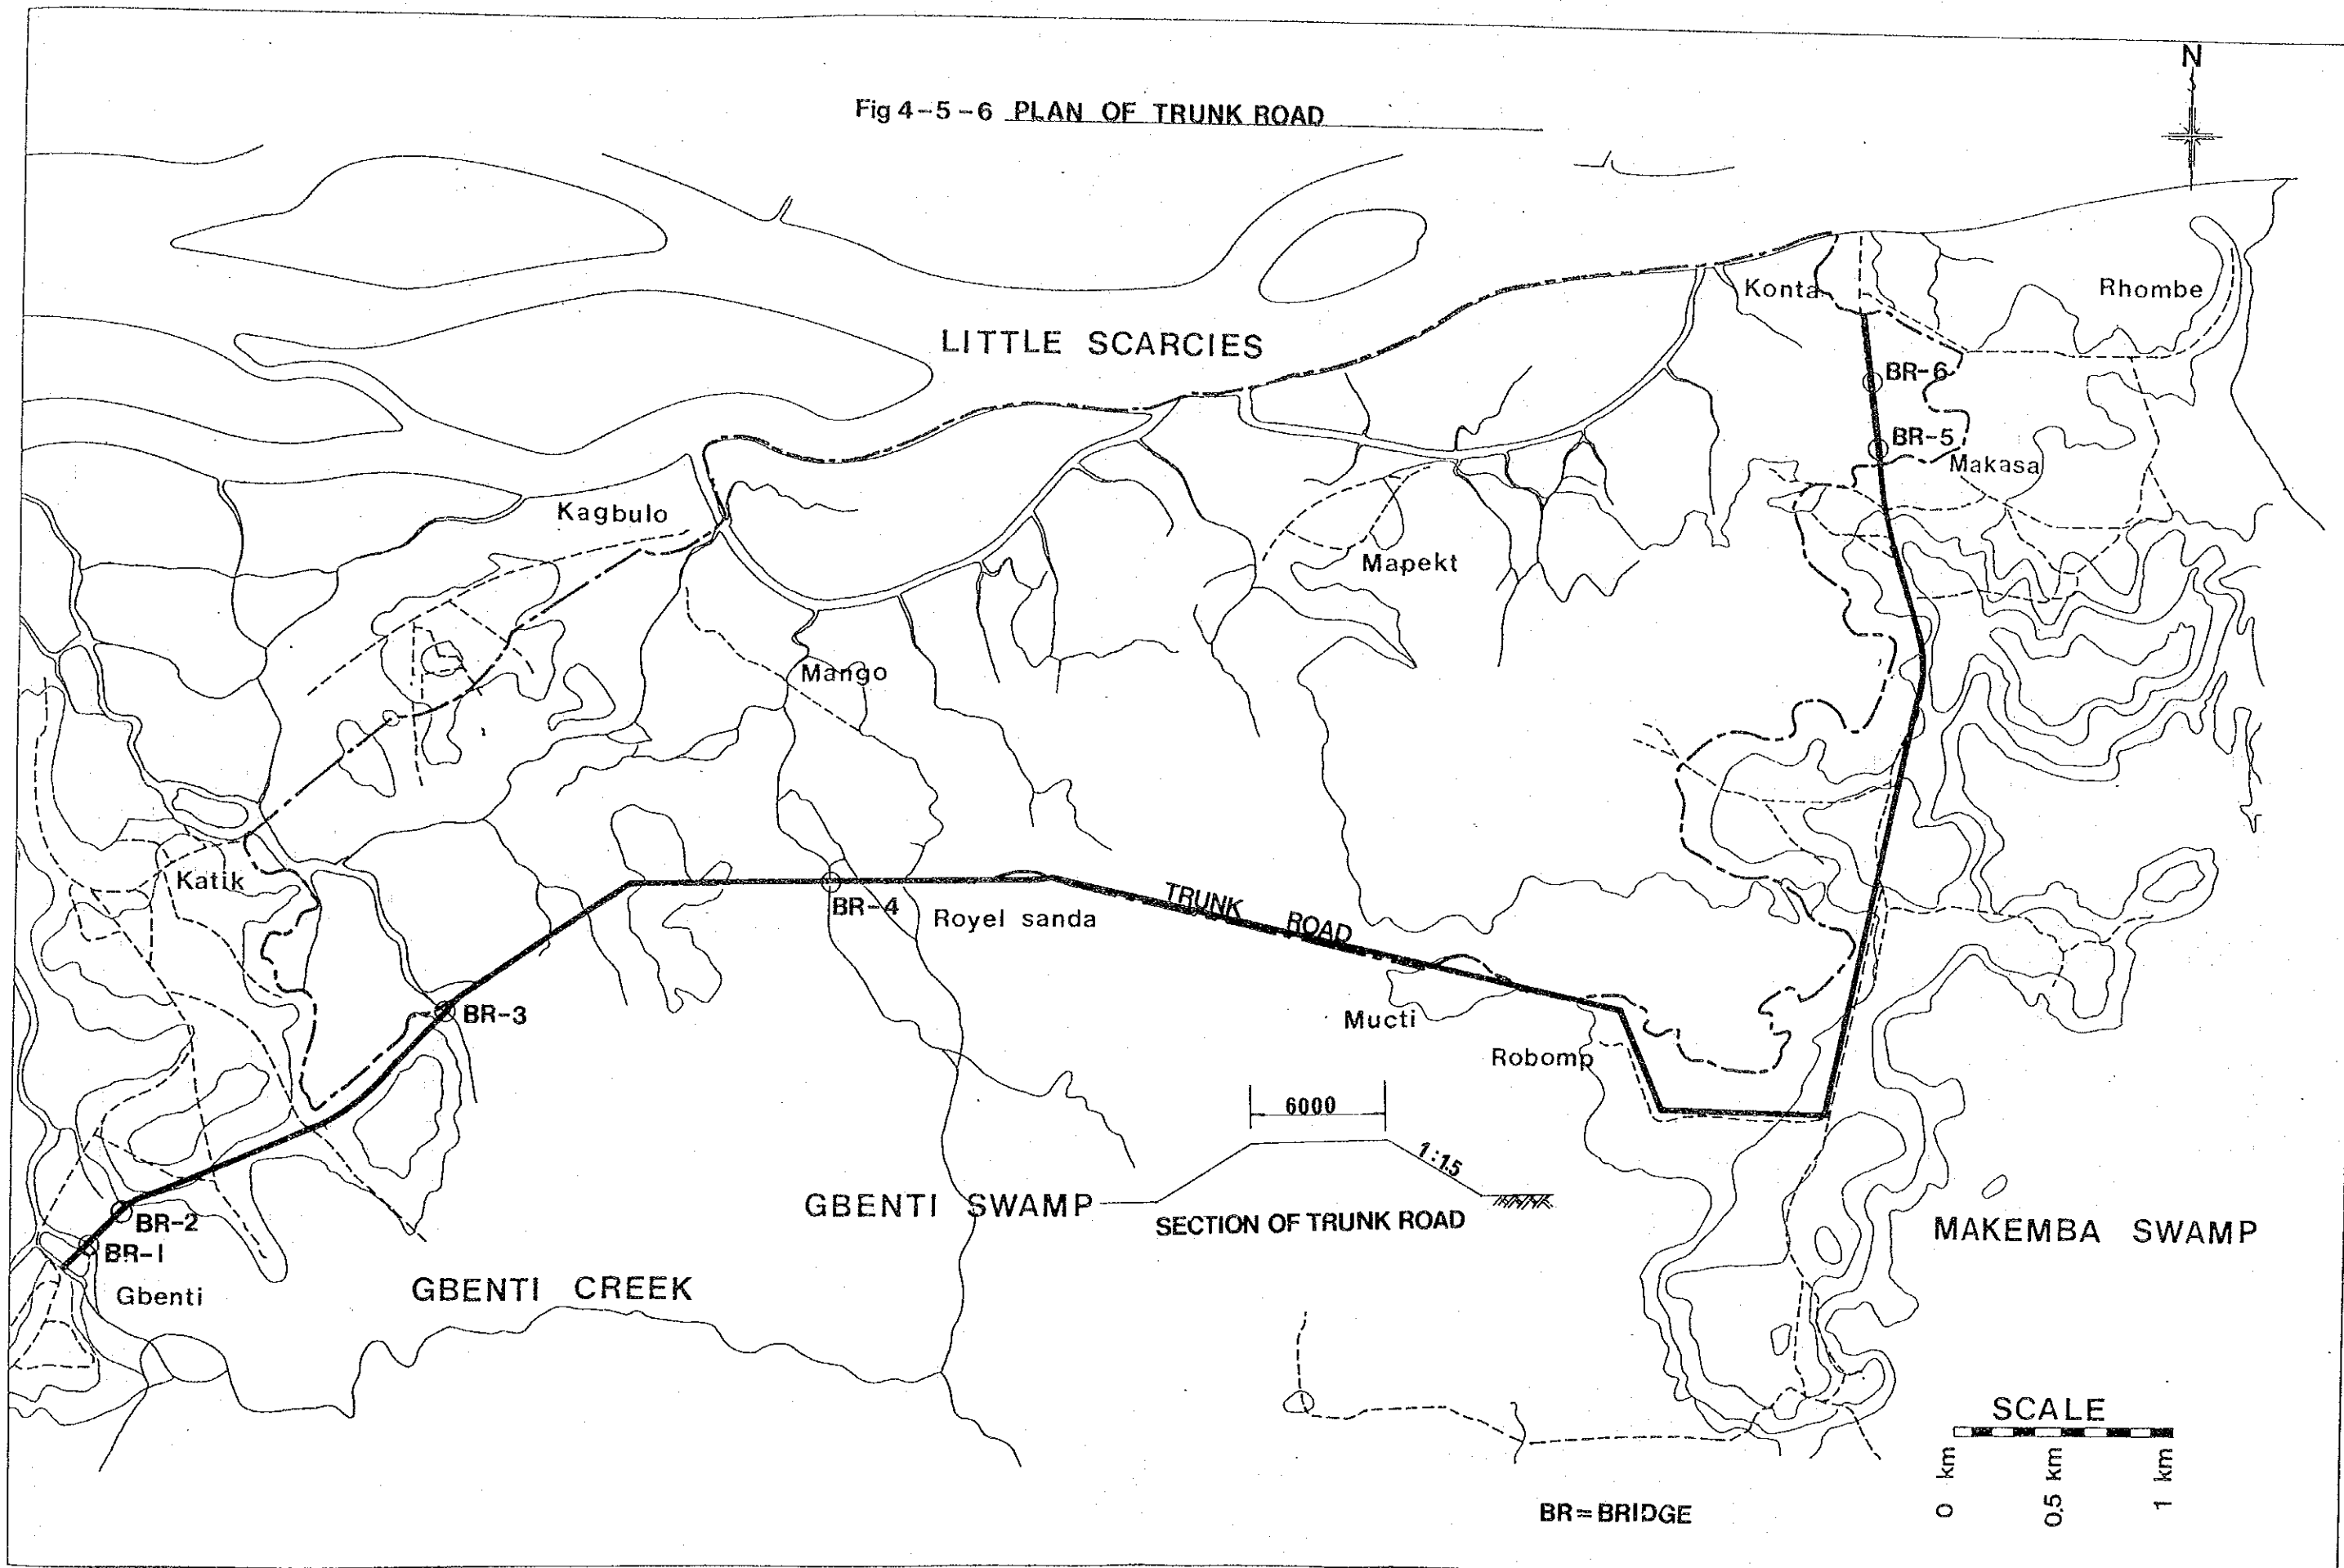 N
Fig 4-5-6 PLAN OF TRUNK ROAD
Konta
Rhombe
LITTLE SCARCIES
BR-6
BR-5
Makasa
Kagbulo
Mapekt
Mango
Katik
BR-4
Royel sanda
TRUNK ROAD
BR-3
Mucti
Robomp
6000
1:1.5
GBENTI SWAMP
SECTION OF TRUNK ROAD
BR-2
BR-1
MAKEMBA SWAMP
Gbenti
GBENTI CREEK
SCALE
0 km
0.5 km
1 km
BR=BRIDGE